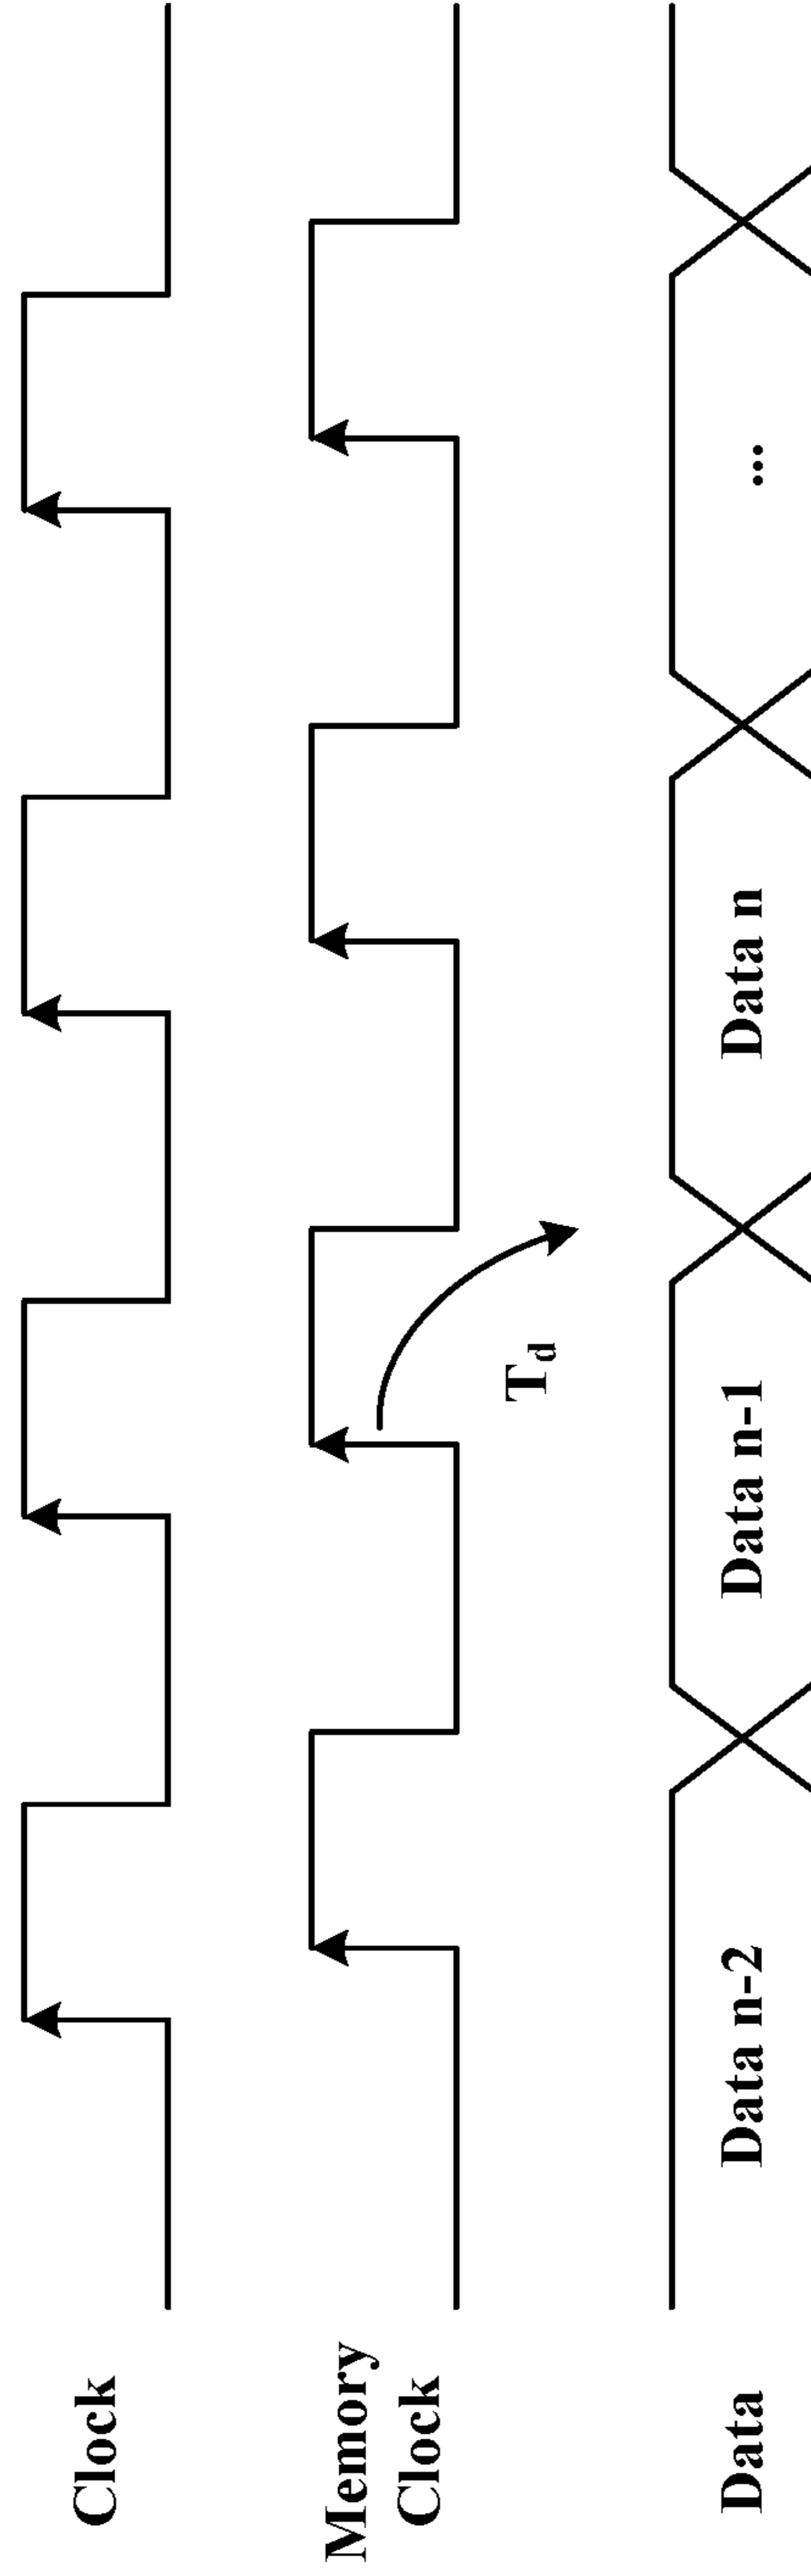 Clock
Memory
Clock
Td
Data
Data n-2
Data n-1
Data n
...